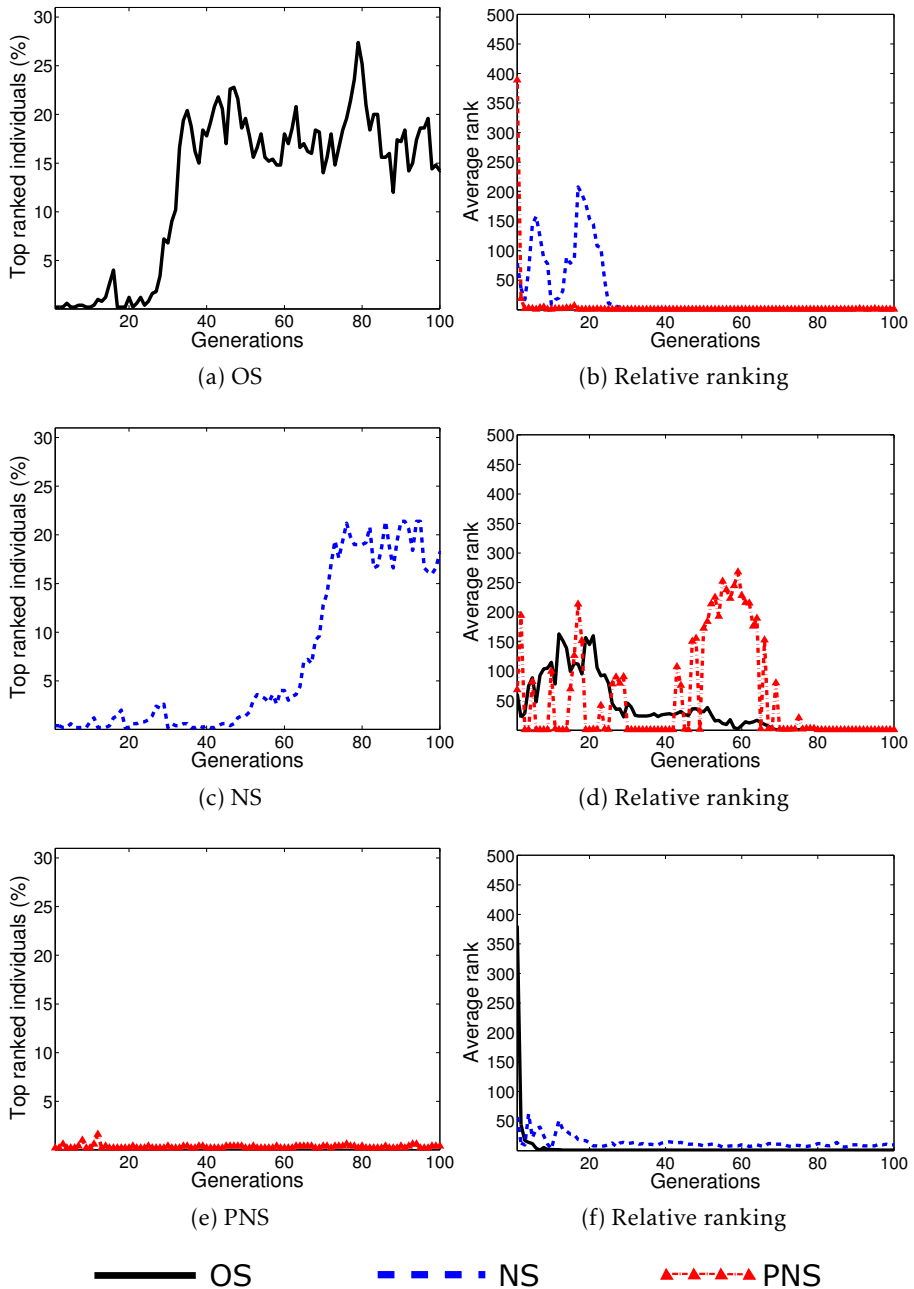 30
25
20
15
10
5
Top ranked individuals (%)
20 40 60 80 100
Generations
(a) OS
500
450
400
350
300
250
200
150
100
50
Average rank
20 40 60 80 100
Generations
(b) Relative ranking
30
25
20
15
10
5
Top ranked individuals (%)
20 40 60 80 100
Generations
(c) NS
500
450
400
350
300
250
200
150
100
50
Average rank
20 40 60 80 100
Generations
(d) Relative ranking
30
25
20
15
10
5
Top ranked individuals (%)
20 40 60 80 100
Generations
(e) PNS
500
450
400
350
300
250
200
150
100
50
Average rank
20 40 60 80 100
Generations
(f) Relative ranking
OS NS PNS